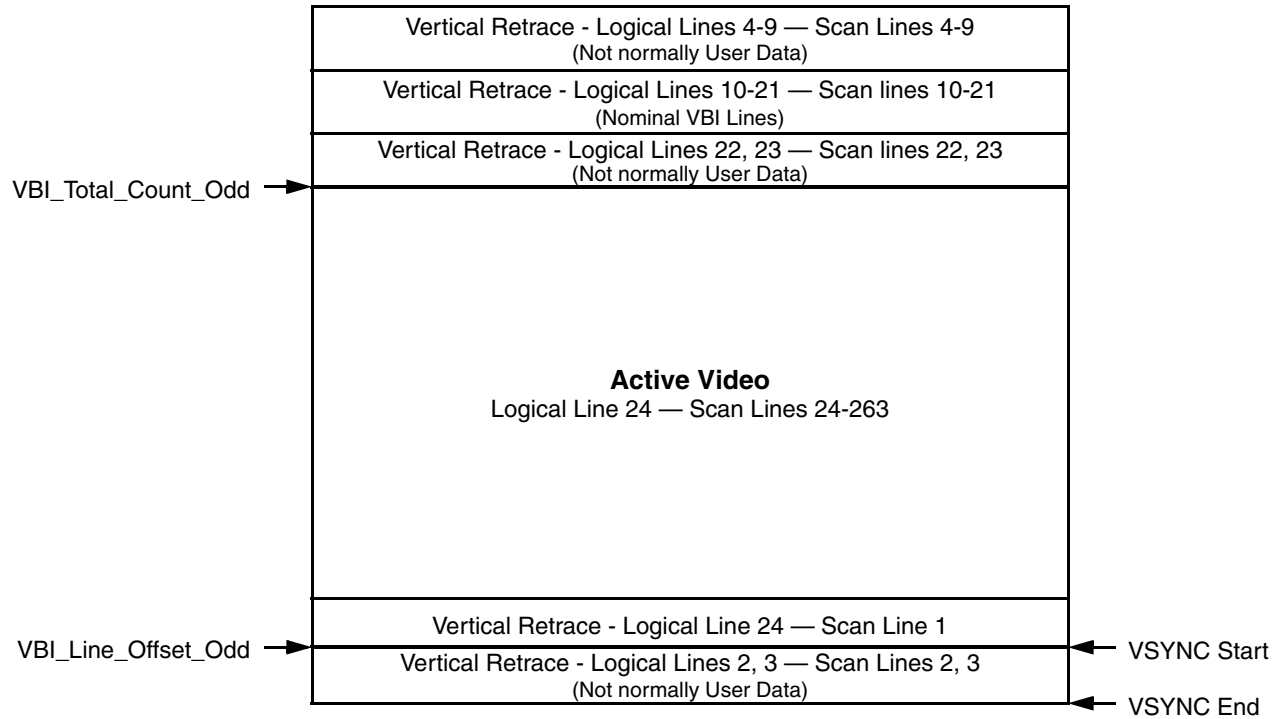 Vertical Retrace - Logical Lines 4-9 — Scan Lines 4-9
(Not normally User Data)
Vertical Retrace - Logical Lines 10-21 — Scan lines 10-21
(Nominal VBI Lines)
Vertical Retrace - Logical Lines 22, 23 — Scan lines 22, 23
(Not normally User Data)
VBI_Total_Count_Odd
Active Video
Logical Line 24 — Scan Lines 24-263
Vertical Retrace - Logical Line 24 — Scan Line 1
VBI_Line_Offset_Odd
VSYNC Start
Vertical Retrace - Logical Lines 2, 3 — Scan Lines 2, 3
(Not normally User Data)
VSYNC End